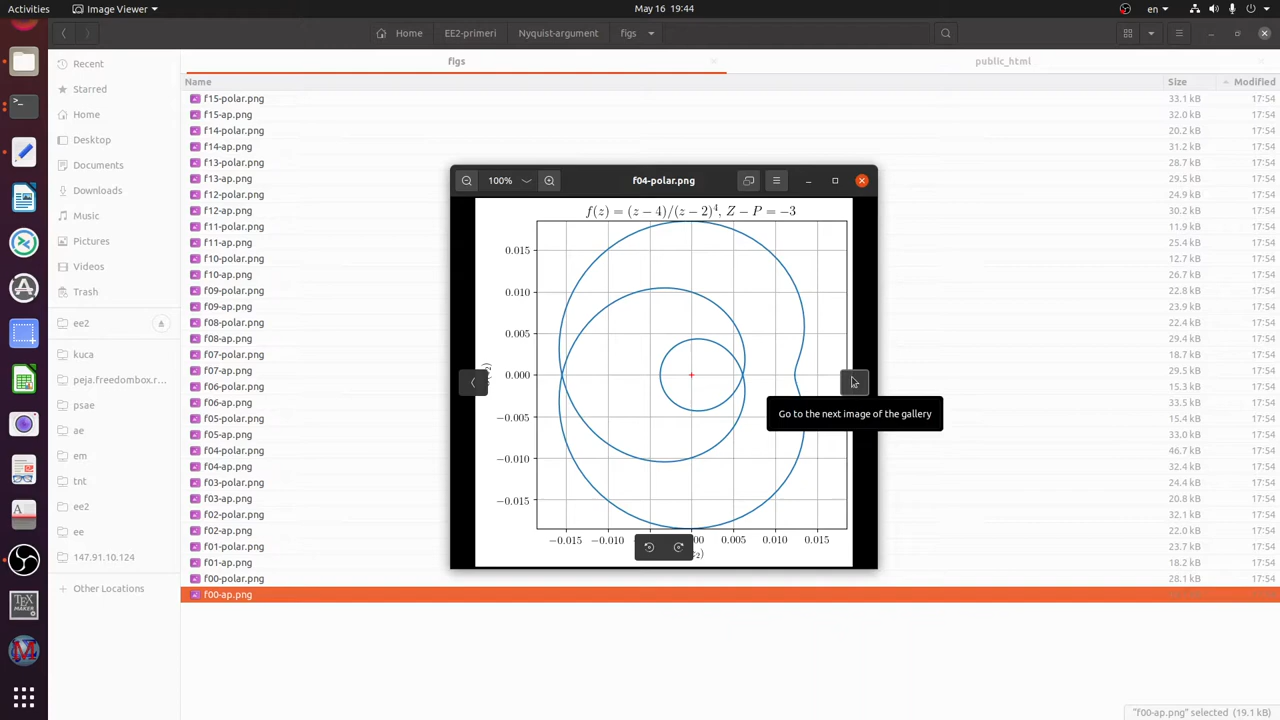 Activities
Image Viewer
May 16 19:44
en
Home
EE2-primeri
Nyquist-argument
figs
figs
public_html
Name
Size
Modified
Recent
Starred
Home
Desktop
Documents
Downloads
Music
Pictures
Videos
Trash
ee2
kuca
peja.freedombox.r...
psae
ae
em
tnt
ee2
ee
147.91.10.124
Other Locations
f15-polar.png 33.1 kB 17:54
f15-ap.png 32.0 kB 17:54
f14-polar.png 20.2 kB 17:54
f14-ap.png 31.2 kB 17:54
f13-polar.png 28.7 kB 17:54
f13-ap.png 29.5 kB 17:54
f12-polar.png 24.9 kB 17:54
f12-ap.png 30.2 kB 17:54
f11-polar.png 11.9 kB 17:54
f11-ap.png 25.4 kB 17:54
f10-polar.png 12.7 kB 17:54
f10-ap.png 26.7 kB 17:54
f09-polar.png 22.8 kB 17:54
f09-ap.png 23.9 kB 17:54
f08-polar.png 22.4 kB 17:54
f08-ap.png 29.4 kB 17:54
f07-polar.png 18.7 kB 17:54
f07-ap.png 29.5 kB 17:54
f06-polar.png 15.3 kB 17:54
f06-ap.png 33.5 kB 17:54
f05-polar.png 15.4 kB 17:54
f05-ap.png 33.0 kB 17:54
f04-polar.png 46.7 kB 17:54
f04-ap.png 32.4 kB 17:54
f03-polar.png 24.4 kB 17:54
f03-ap.png 20.8 kB 17:54
f02-polar.png 32.1 kB 17:54
f02-ap.png 22.0 kB 17:54
f01-polar.png 23.7 kB 17:54
f01-ap.png 18.2 kB 17:54
f00-polar.png 28.1 kB 17:54
f00-ap.png 17:54
100%
f04-polar.png
f(z) = (z − 4)/(z − 2)⁴, Z − P = −3
0.015
0.010
0.005
0.000
−0.005
−0.010
−0.015
−0.015 −0.010 0.005 0.010 0.015
Go to the next image of the gallery
"f00-ap.png" selected (19.1 kB)